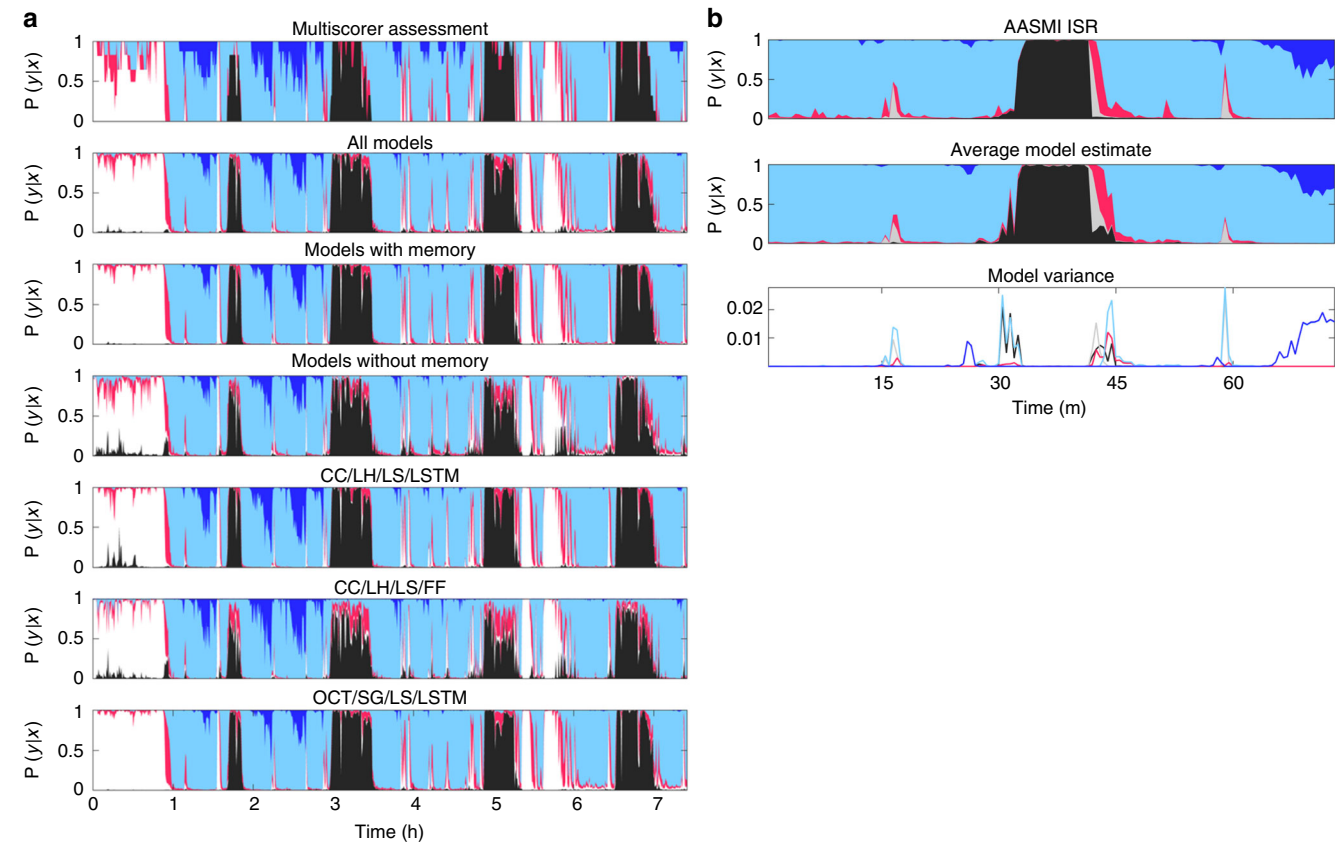 a
Multiscorer assessment
1
0.5
0
P (y|x)
All models
1
0.5
0
P (y|x)
Models with memory
1
0.5
0
P (y|x)
Models without memory
1
0.5
0
P (y|x)
CC/LH/LS/LSTM
1
0.5
0
P (y|x)
CC/LH/LS/FF
1
0.5
0
P (y|x)
OCT/SG/LS/LSTM
1
0.5
0
P (y|x)
0 1 2 3 4 5 6 7
Time (h)
b
AASMI ISR
1
0.5
0
P (y|x)
Average model estimate
1
0.5
0
P (y|x)
Model variance
0.02
0.01
15 30 45 60
Time (m)